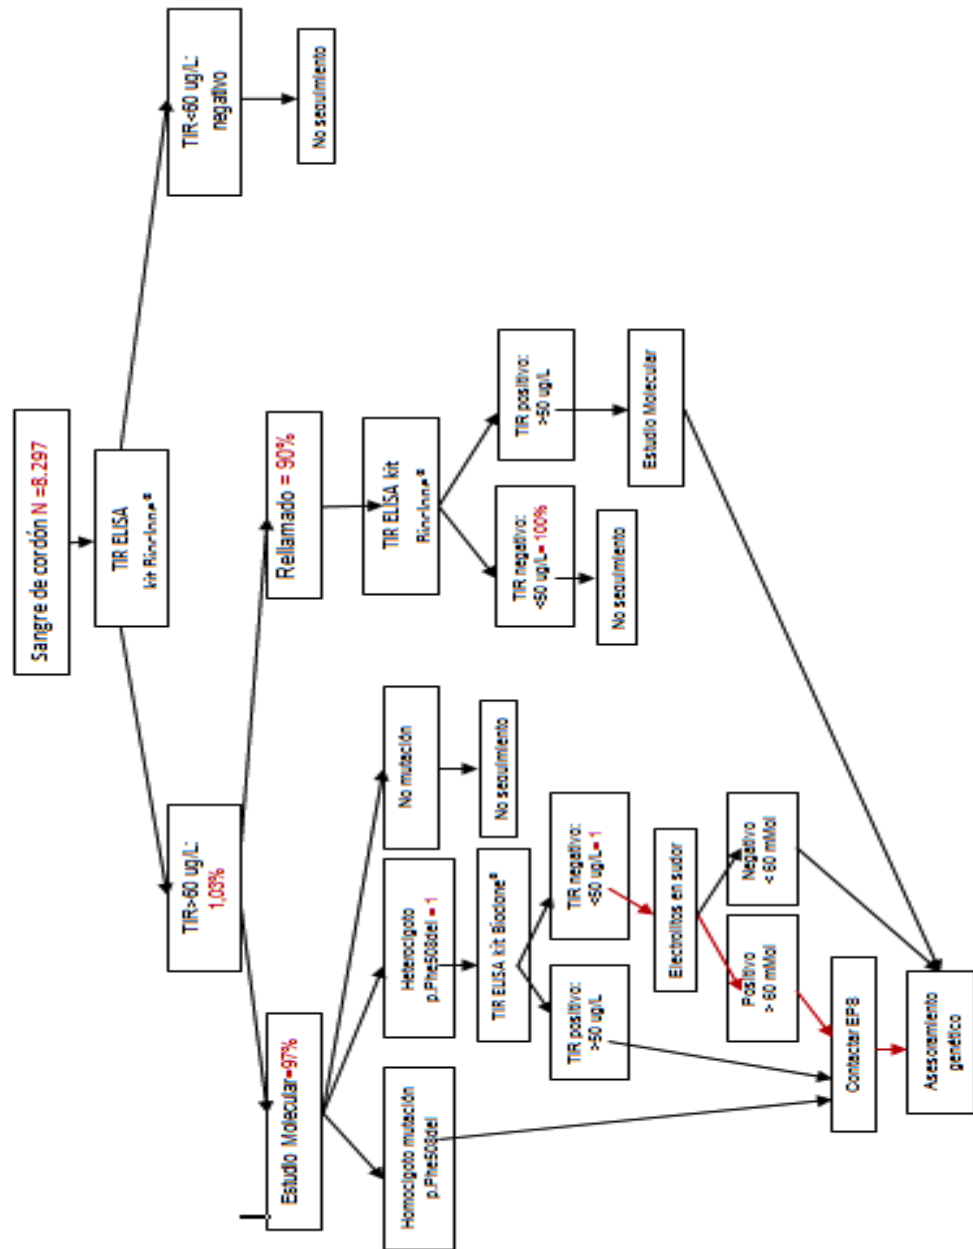 Sangre de cordón N =8.297
TIR ELISA
kit Bioclone®
TIR>60 ug/L:
1,03%
TIR<60 ug/L:
negativo
No seguimiento
Estudio Molecular=97%
Rellamado = 90%
Homocigoto mutación
p.Phe508del
Heterocigoto
p.Phe508del = 1
No mutación
No seguimiento
TIR ELISA kit Bioclone®
TIR positivo:
>50 ug/L
TIR negativo:
<50 ug/L= 1
Electrolitos en sudor
Positivo
> 60 mMol
Negativo
< 60 mMol
Contactar EPS
Asesoramiento
genético
TIR ELISA kit
Bioclone®
TIR negativo:
<50 ug/L= 100%
TIR positivo:
>50 ug/L
No seguimiento
Estudio Molecular